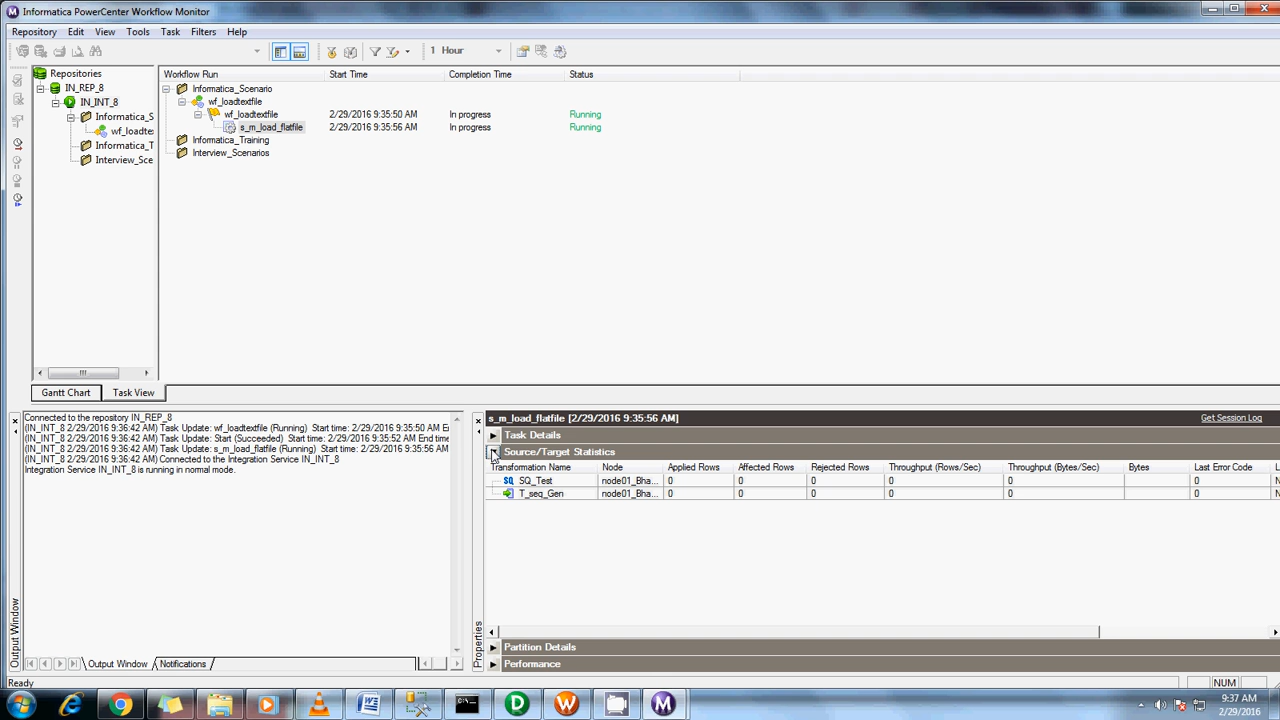 Informatica PowerCenter Workflow Monitor
Repository Edit View Tools Task Filters Help
1 Hour
Repositories
IN_REP_8
IN_INT_8
Informatica_S
wf_loadte
Informatica_T
Interview_Sce
Workflow Run Start Time Completion Time Status
Informatica_Scenario
wf_loadtextfile
wf_loadtextfile 2/29/2016 9:35:50 AM In progress Running
s_m_load_flatfile 2/29/2016 9:35:56 AM In progress Running
Informatica_Training
Interview_Scenarios
Gantt Chart Task View
Connected to the repository IN_REP_8
(IN_INT_8 2/29/2016 9:36:42 AM) Task Update: wf_loadtextfile (Running) Start time: 2/29/2016 9:35:50 AM E
(IN_INT_8 2/29/2016 9:36:42 AM) Task Update: Start (Succeeded) Start time: 2/29/2016 9:35:52 AM End time
(IN_INT_8 2/29/2016 9:36:42 AM) Task Update: s_m_load_flatfile (Running) Start time: 2/29/2016 9:35:56 AM
(IN_INT_8 2/29/2016 9:36:42 AM) Connected to the Integration Service IN_INT_8
Integration Service IN_INT_8 is running in normal mode.
Output Window
Output Window Notifications
s_m_load_flatfile [2/29/2016 9:35:56 AM] Get Session Log
Task Details
Source/Target Statistics
Transformation Name Node Applied Rows Affected Rows Rejected Rows Throughput (Rows/Sec) Throughput (Bytes/Sec) Bytes Last Error Code L
SQ_Test node01_Bha... 0 0 0 0 0 0 N
T_seq_Gen node01_Bha... 0 0 0 0 0 0 N
Partition Details
Performance
Properties
Ready
NUM
9:37 AM
2/29/2016